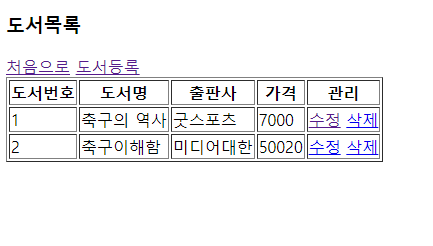 도서목록
처음으로 도서등록
도서번호 도서명 출판사 가격 관리
1 축구의 역사 굿스포츠 7000 수정 삭제
2 축구이해함 미디어대한 50020 수정 삭제